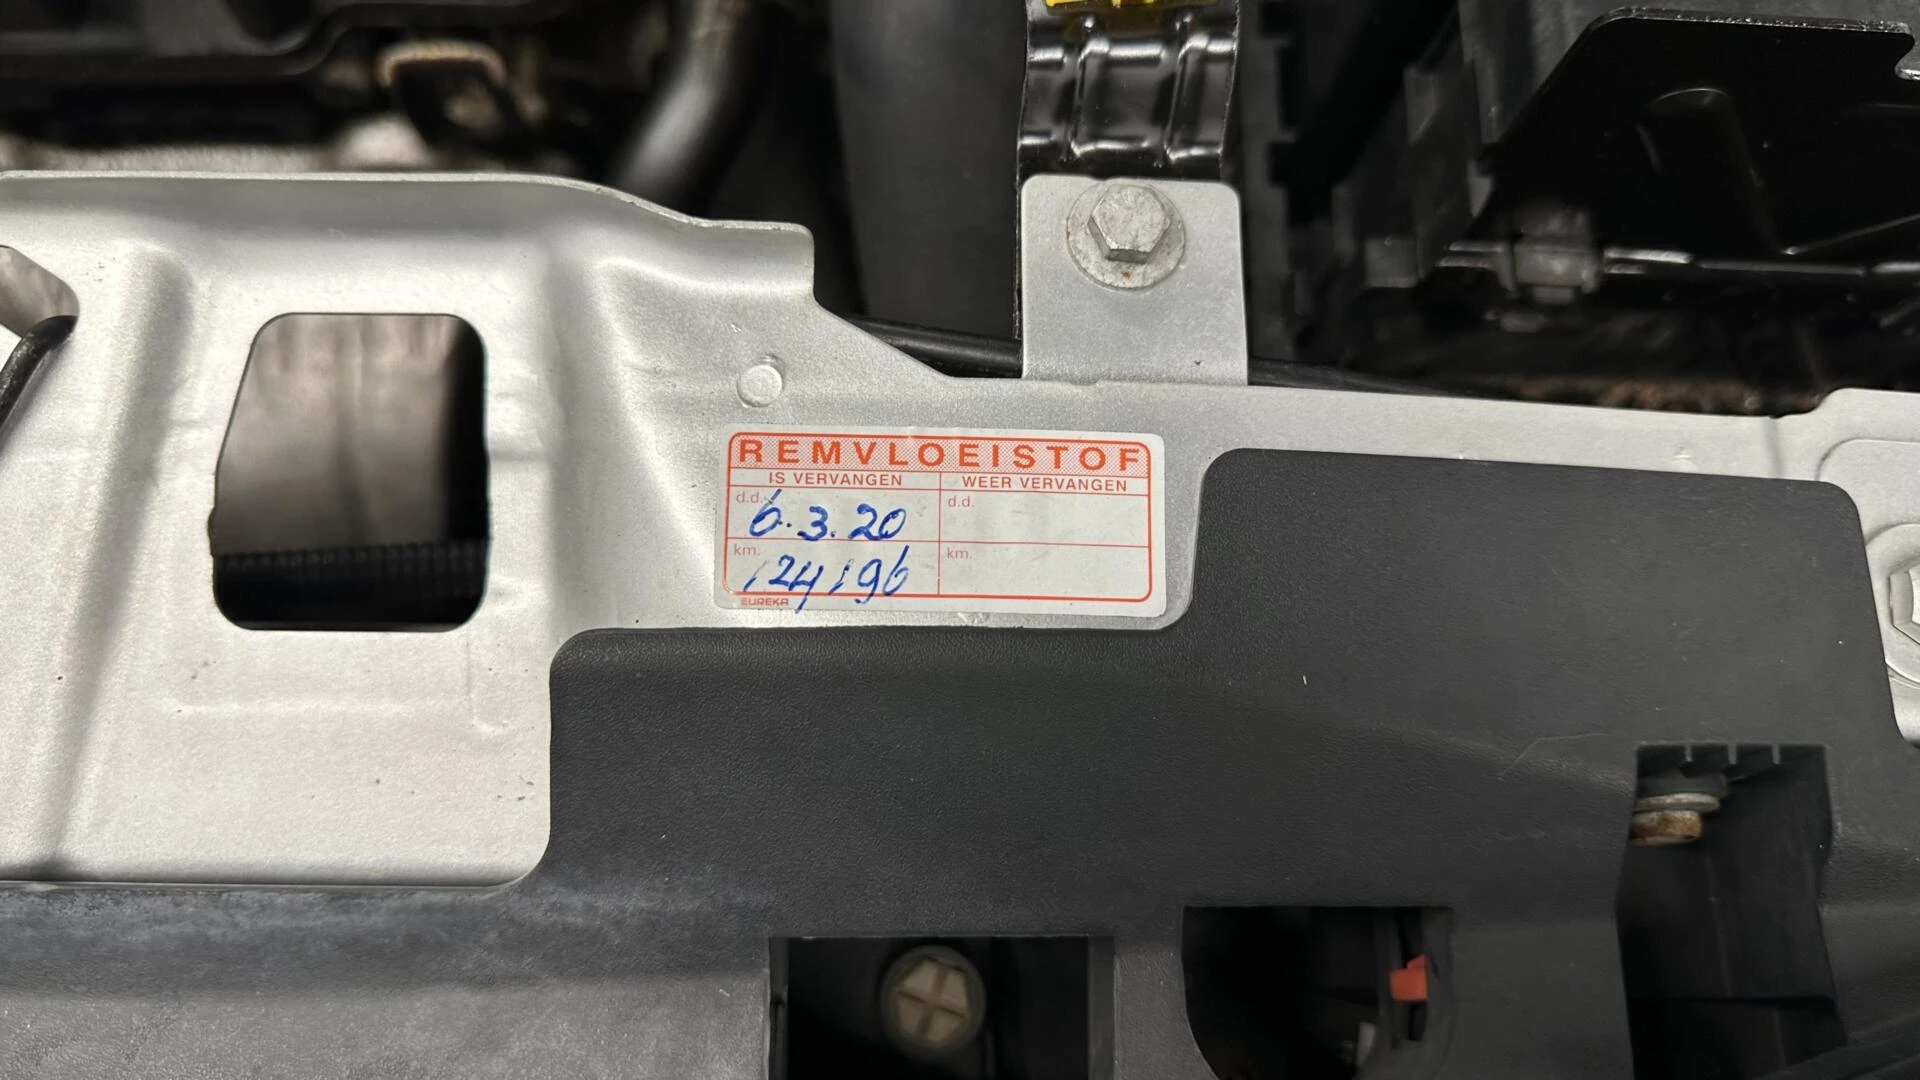 REMVLOEISTOF
IS VERVANGEN WEER VERVANGEN
d.d. 6.3.20 d.d.
km. 124196 km.
EUREKA